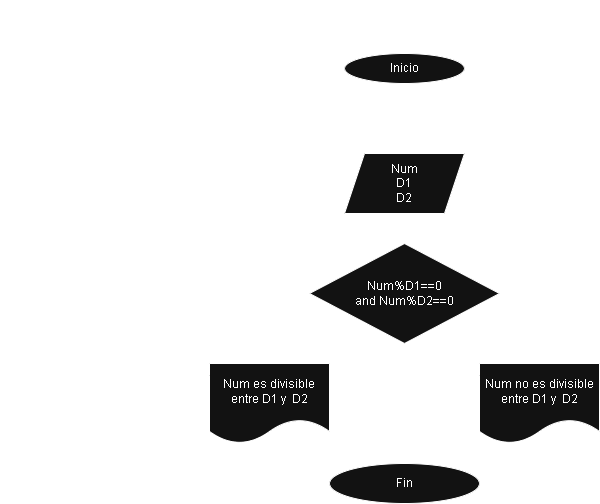 Inicio
Num
D1
D2
Num%D1==0
and Num%D2==0
Num es divisible
entre D1 y D2
Num no es divisible
entre D1 y D2
Fin